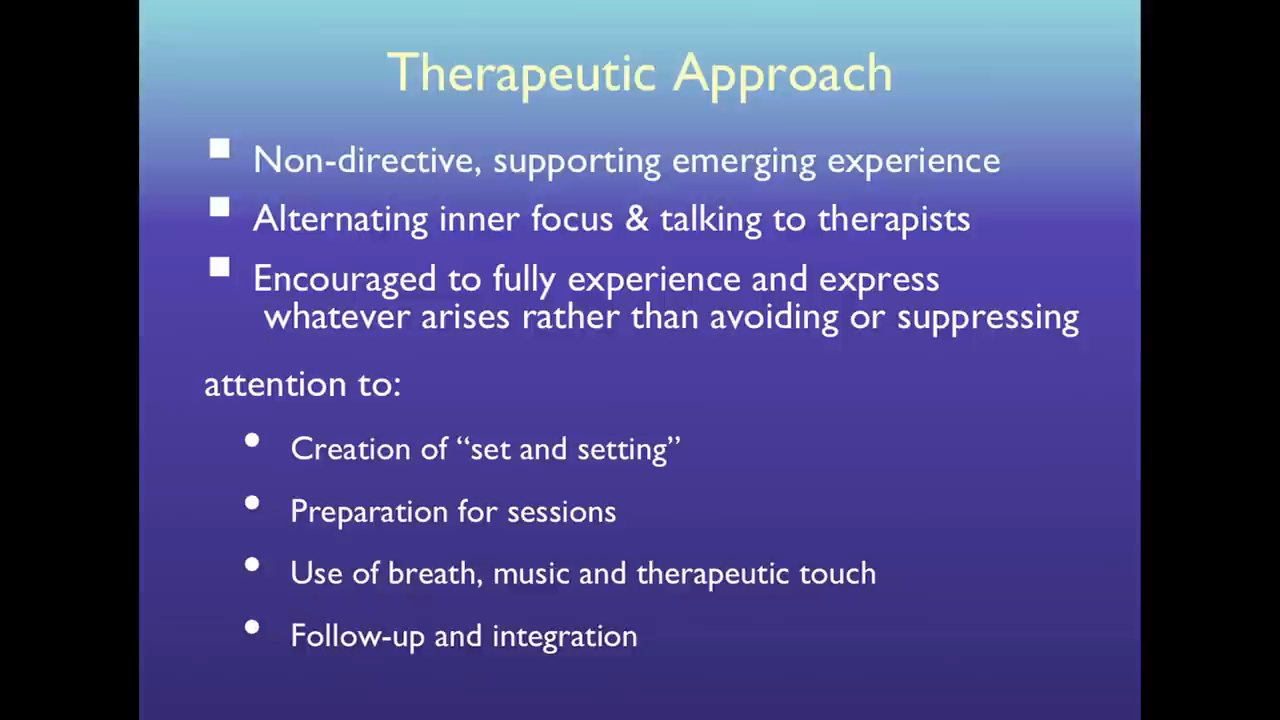 Therapeutic Approach
Non-directive, supporting emerging experience
Alternating inner focus & talking to therapists
Encouraged to fully experience and express
whatever arises rather than avoiding or suppressing
attention to:
Creation of “set and setting”
Preparation for sessions
Use of breath, music and therapeutic touch
Follow-up and integration